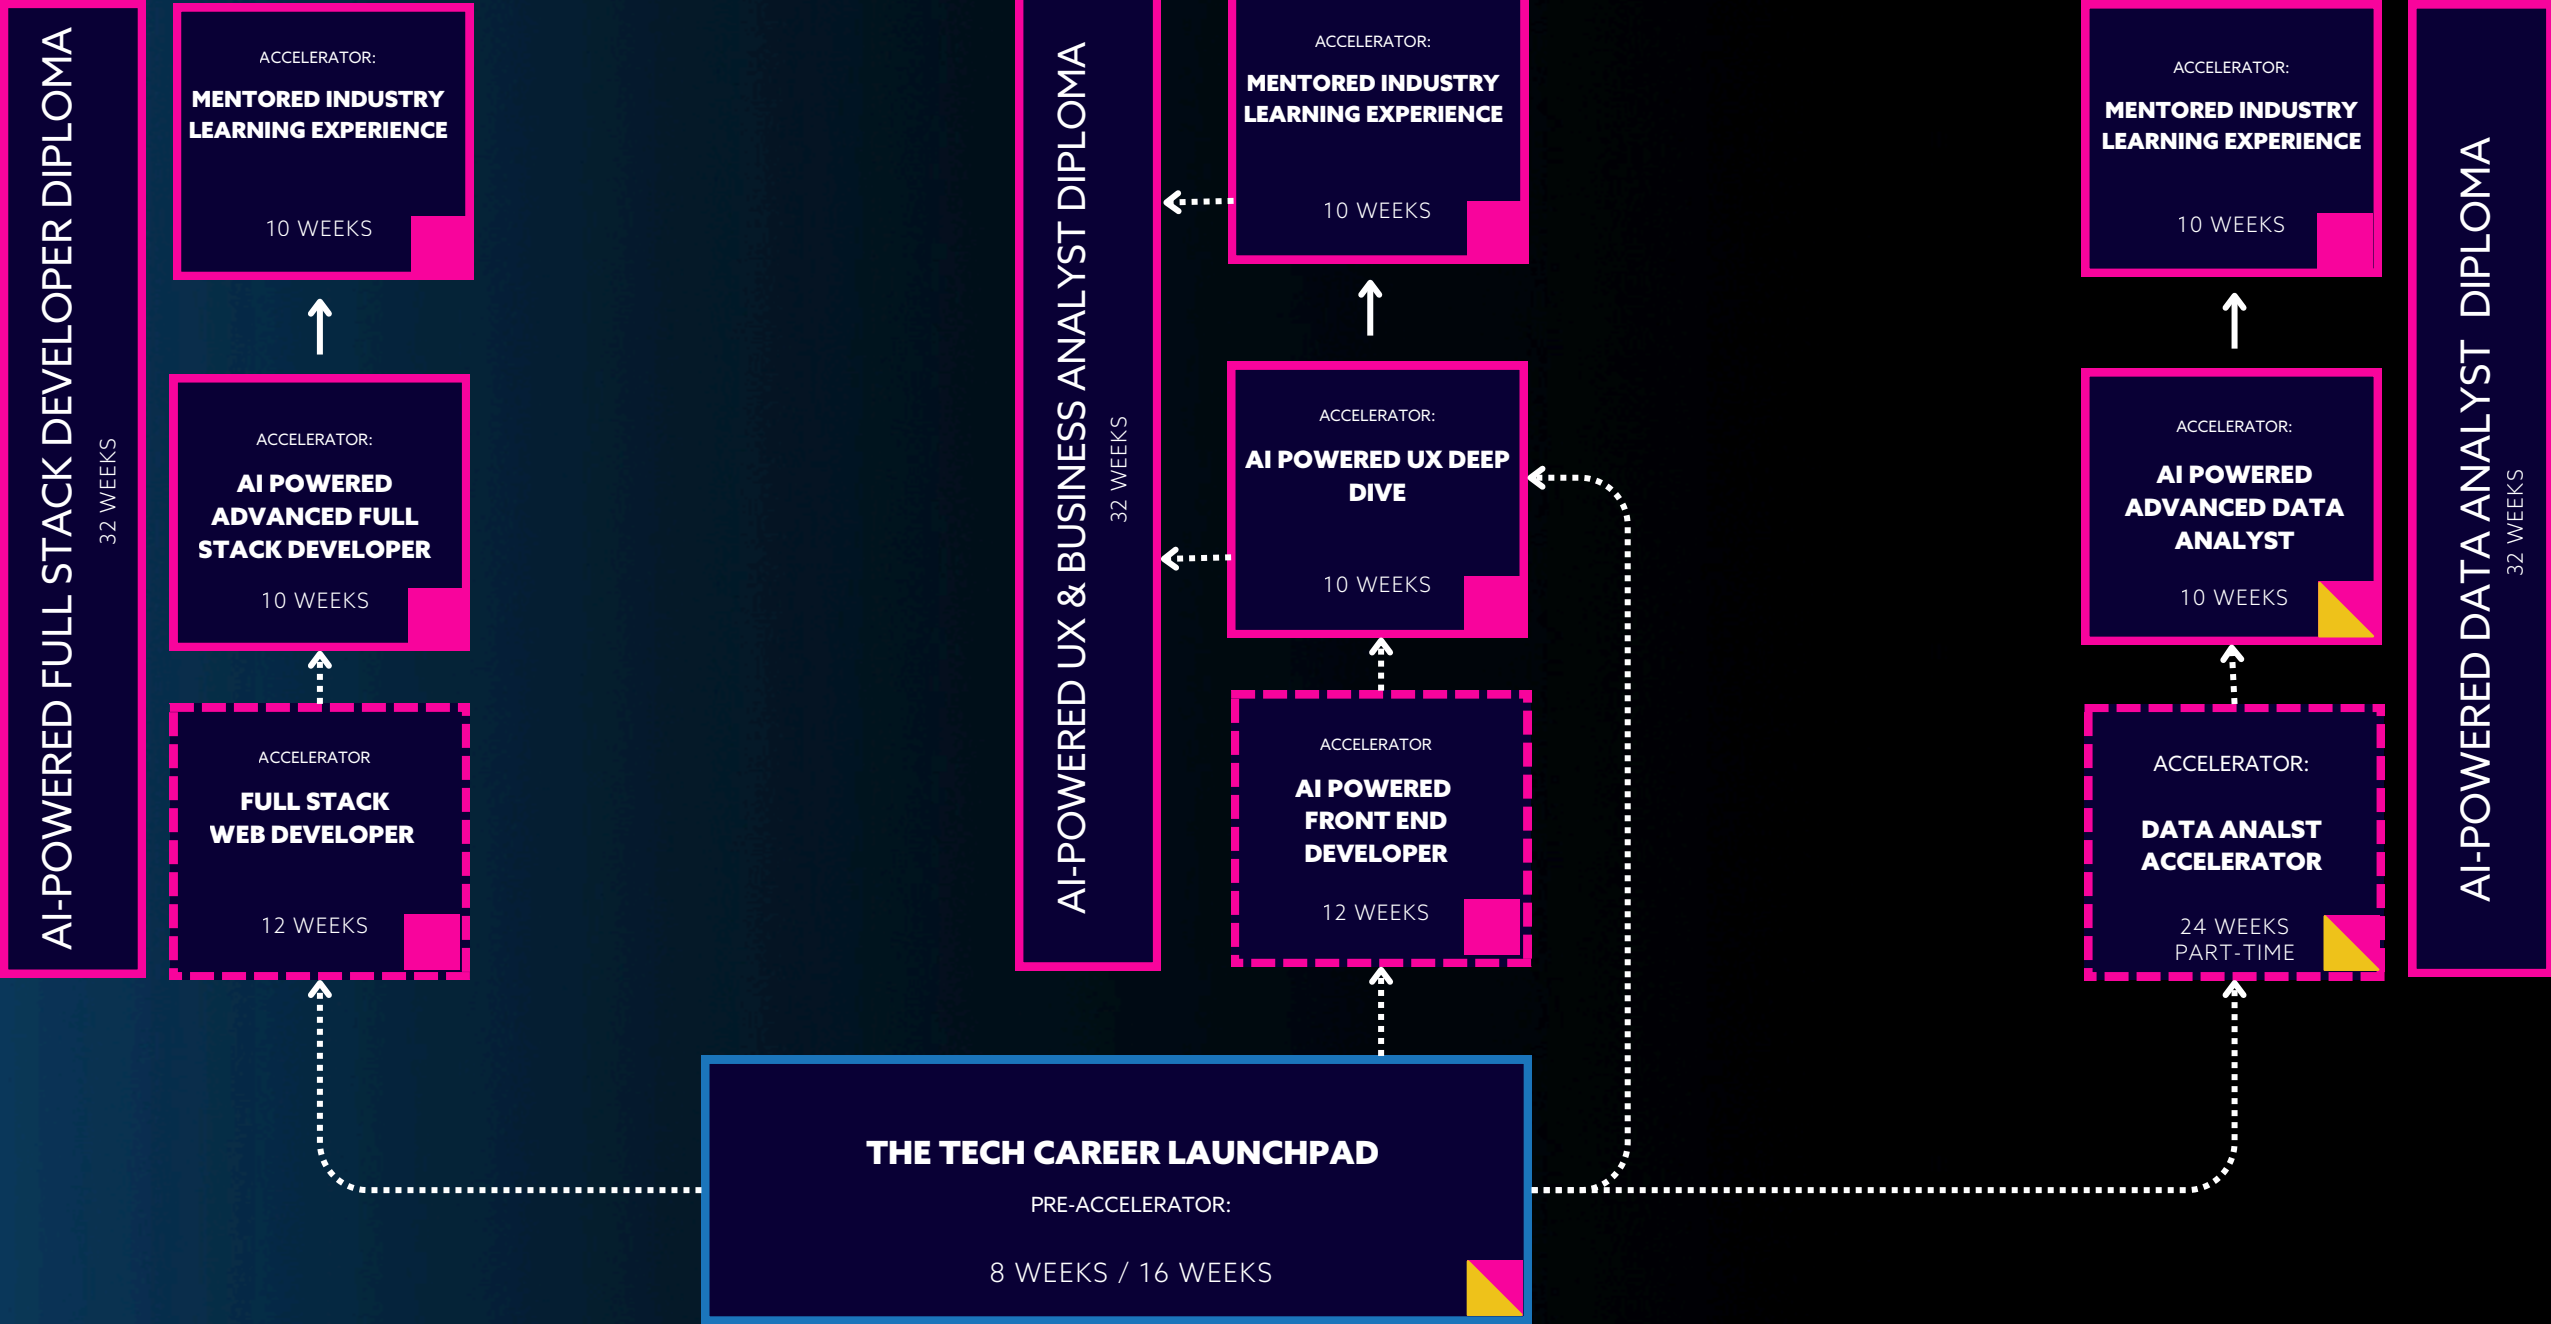 AI-POWERED FULL STACK DEVELOPER DIPLOMA
32 WEEKS
ACCELERATOR:
MENTORED INDUSTRY
LEARNING EXPERIENCE
10 WEEKS
ACCELERATOR:
AI POWERED
ADVANCED FULL
STACK DEVELOPER
10 WEEKS
ACCELERATOR
FULL STACK
WEB DEVELOPER
12 WEEKS
AI-POWERED UX & BUSINESS ANALYST DIPLOMA
32 WEEKS
ACCELERATOR:
MENTORED INDUSTRY
LEARNING EXPERIENCE
10 WEEKS
ACCELERATOR:
AI POWERED UX DEEP
DIVE
10 WEEKS
ACCELERATOR
AI POWERED
FRONT END
DEVELOPER
12 WEEKS
ACCELERATOR:
MENTORED INDUSTRY
LEARNING EXPERIENCE
10 WEEKS
ACCELERATOR:
AI POWERED
ADVANCED DATA
ANALYST
10 WEEKS
ACCELERATOR:
DATA ANALST
ACCELERATOR
24 WEEKS
PART-TIME
AI-POWERED DATA ANALYST DIPLOMA
32 WEEKS
THE TECH CAREER LAUNCHPAD
PRE-ACCELERATOR:
8 WEEKS / 16 WEEKS